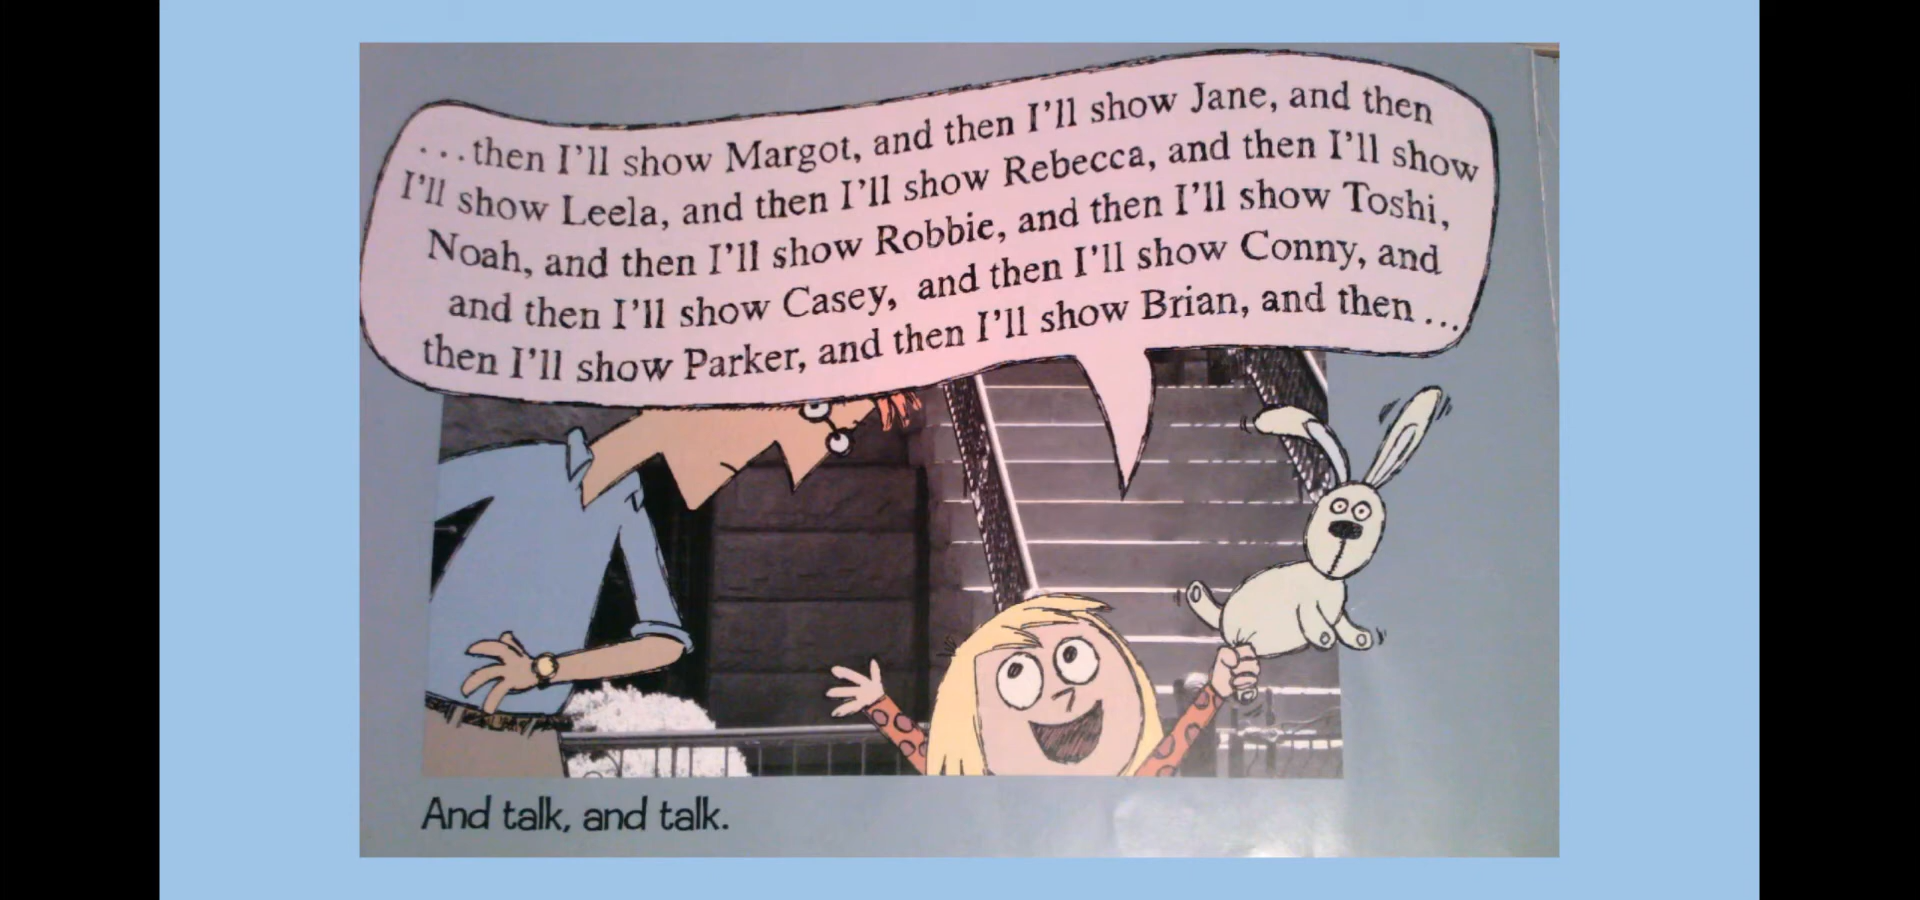 ...then I'll show Margot, and then I'll show Jane, and then
I'll show Leela, and then I'll show Rebecca, and then I'll show
Noah, and then I'll show Robbie, and then I'll show Toshi,
and then I'll show Casey, and then I'll show Conny, and
then I'll show Parker, and then I'll show Brian, and then ...
And talk, and talk.